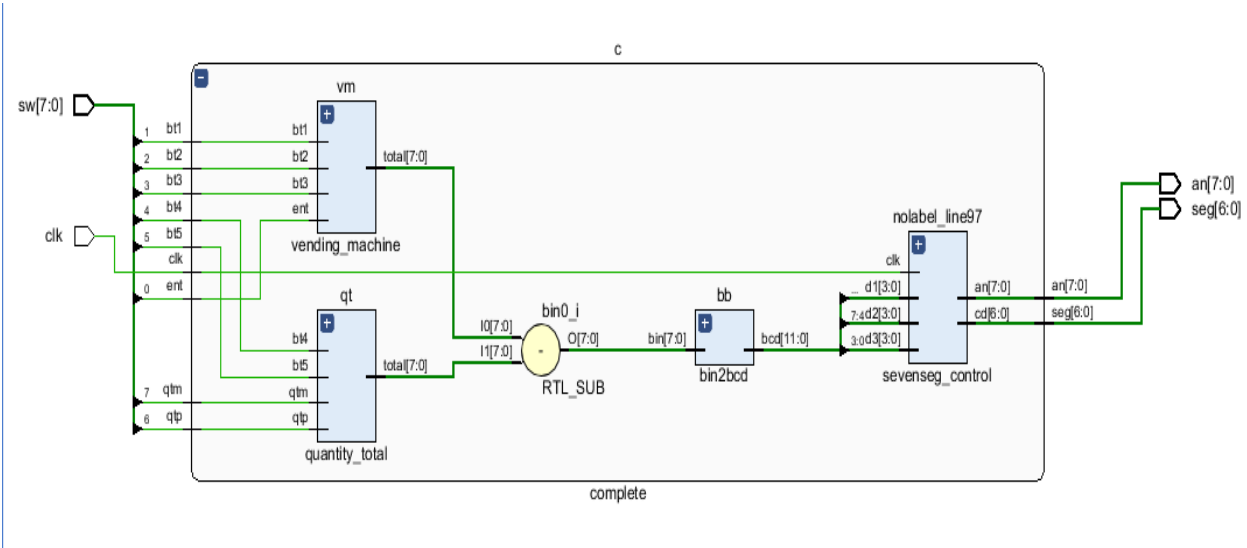 c
sw[7:0]
clk
1 bt1
2 bt2
3 bt3
4 bt4
5 bt5
clk
0 ent
7 qtm
6 qtp
vm
bt1
bt2
bt3
ent
total[7:0]
vending_machine
qt
bt4
bt5
qtm
qtp
total[7:0]
quantity_total
bin0_i
I0[7:0]
I1[7:0]
-
O[7:0]
RTL_SUB
bb
bin[7:0]
bcd[11:0]
bin2bcd
nolabel_line97
clk
... d1[3:0]
7:4 d2[3:0]
3:0 d3[3:0]
an[7:0]
cd[6:0]
sevenseg_control
an[7:0]
seg[6:0]
an[7:0]
seg[6:0]
complete